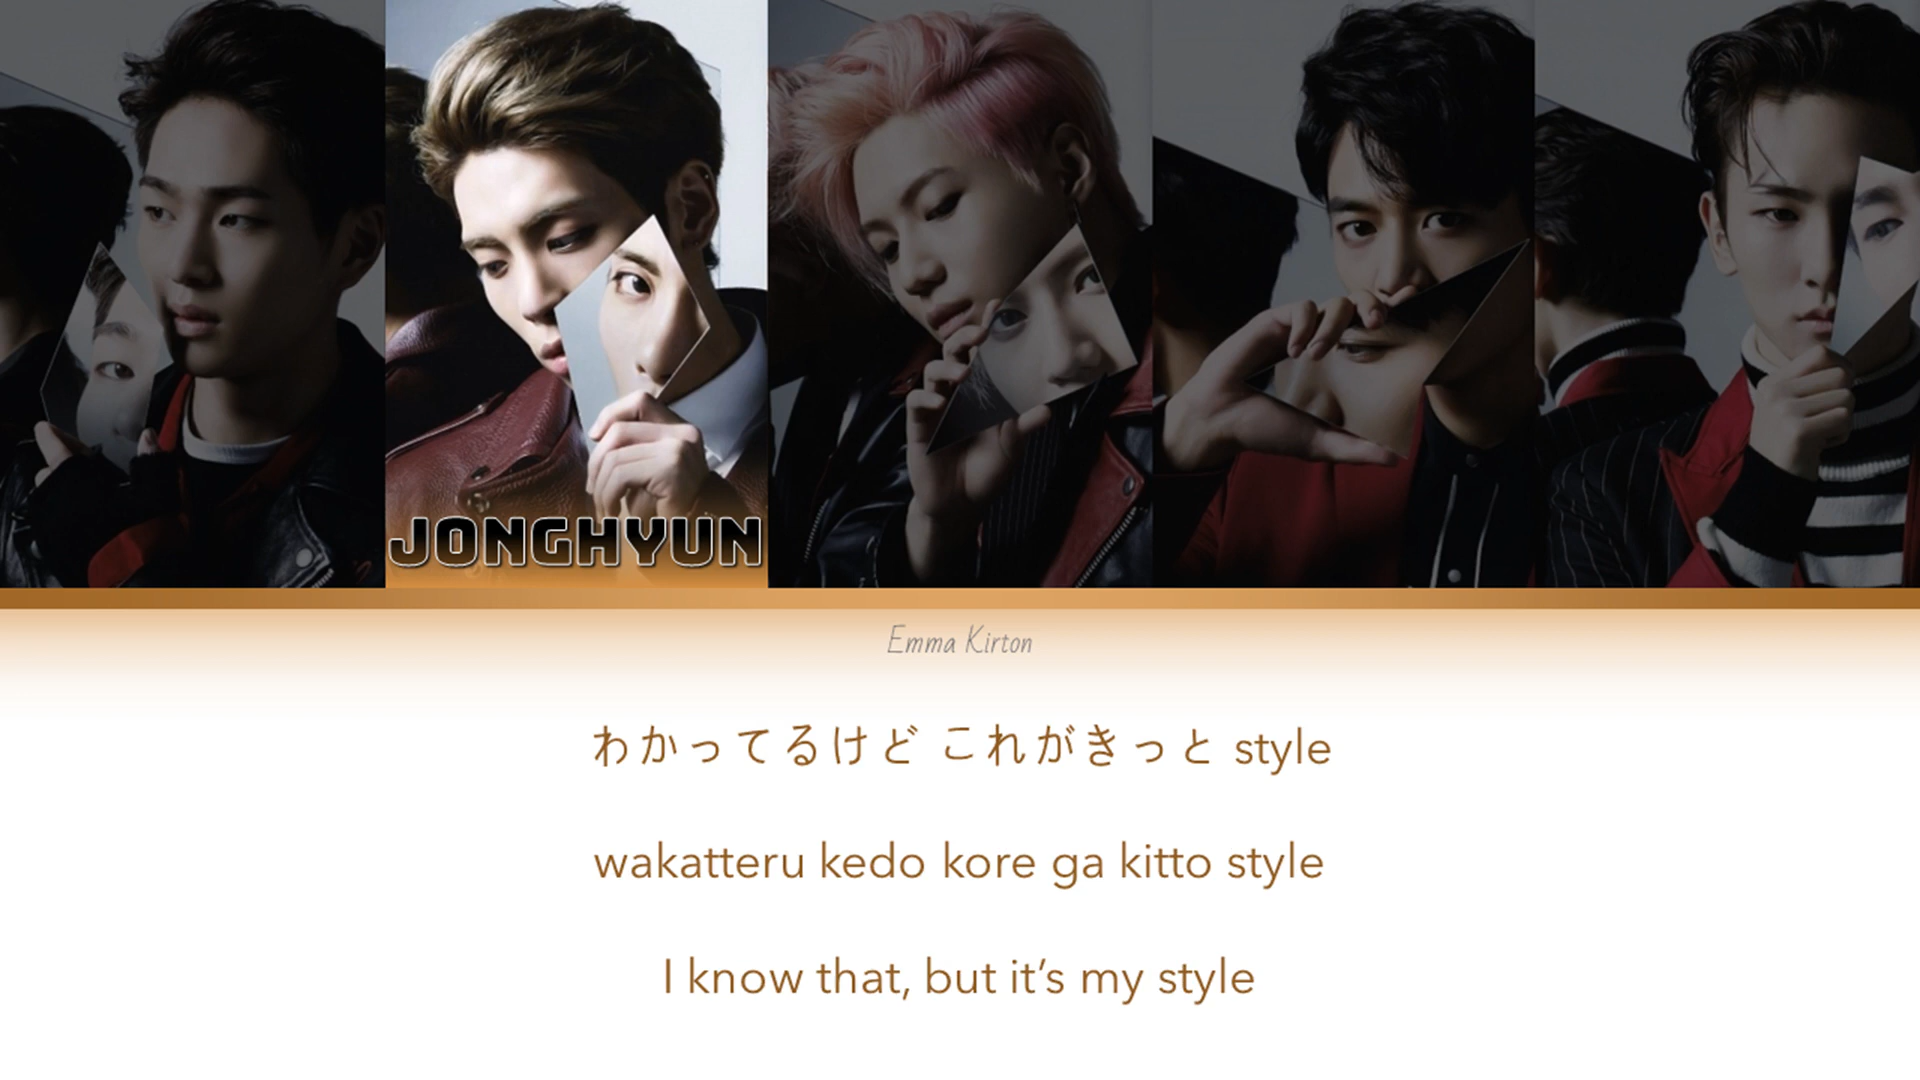 JONGHYUN
Emma Kirton
わかってるけど これがきっと style
wakatteru kedo kore ga kitto style
I know that, but it’s my style